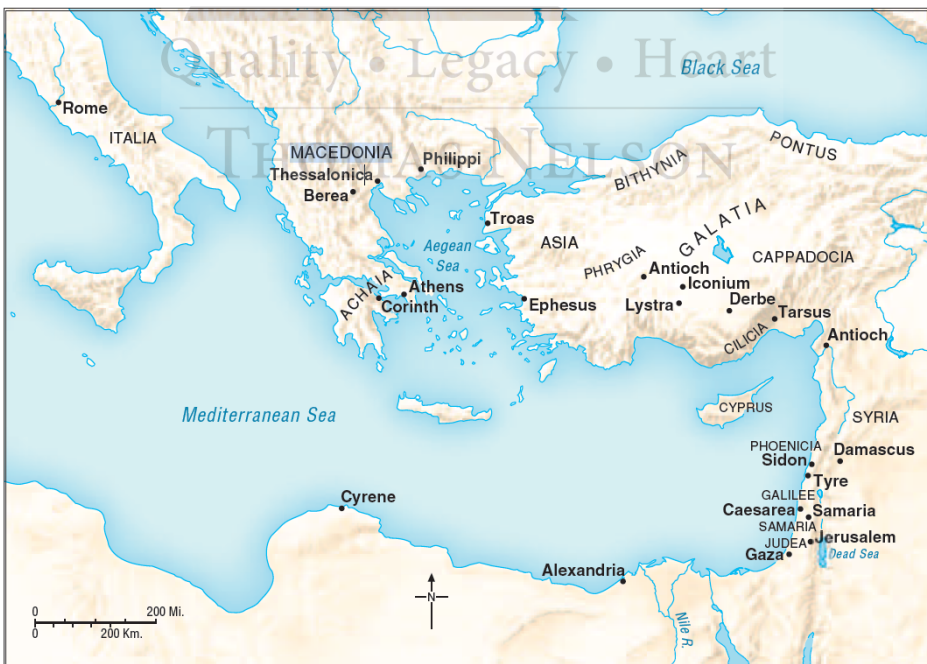 Quality • Legacy • Heart
THOMAS NELSON
Black Sea
Rome
ITALIA
MACEDONIA
Philippi
Thessalonica
Berea
BITHYNIA
PONTUS
Troas
Aegean
Sea
ASIA
PHRYGIA
GALATIA
CAPPADOCIA
Antioch
Iconium
ACHAIA
Athens
Corinth
Ephesus
Lystra
Derbe
Tarsus
CILICIA
Antioch
Mediterranean Sea
CYPRUS
SYRIA
PHOENICIA
Damascus
Sidon
Tyre
Cyrene
GALILEE
Caesarea
Samaria
SAMARIA
Jerusalem
JUDEA
Gaza
Dead Sea
Alexandria
N
Nile R.
0 200 Mi.
0 200 Km.